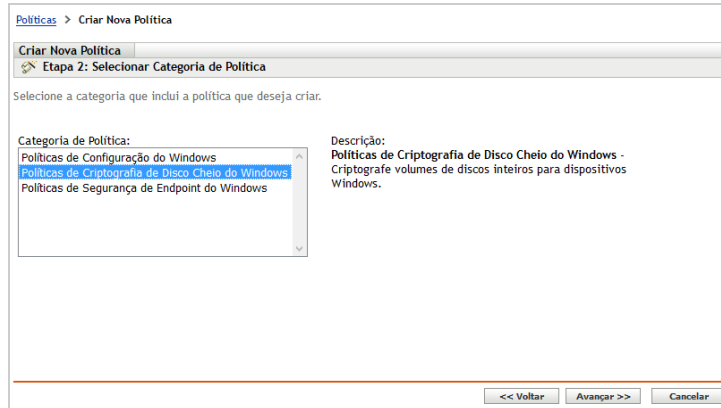 Políticas > Criar Nova Política
Criar Nova Política
Etapa 2: Selecionar Categoria de Política
Selecione a categoria que inclui a política que deseja criar.
Categoria de Política:
Políticas de Configuração do Windows
Políticas de Criptografia de Disco Cheio do Windows
Políticas de Segurança de Endpoint do Windows
Descrição:
Políticas de Criptografia de Disco Cheio do Windows -
Criptografe volumes de discos inteiros para dispositivos
Windows.
<< Voltar Avançar >> Cancelar